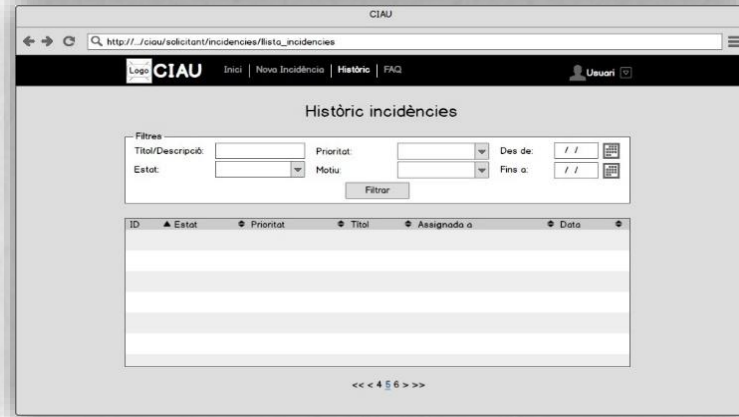 CIAU
http://../ciau/solicitant/incidencies/llista_incidencies
Logo CIAU Inici | Nova Incidència | Històric | FAQ Usuari
Històric incidències
Filtres
Títol/Descripció: Prioritat: Des de: / /
Estat: Motiu: Fins a: / /
Filtrar
ID Estat Prioritat Títol Assignada a Data
<< < 4 5 6 > >>